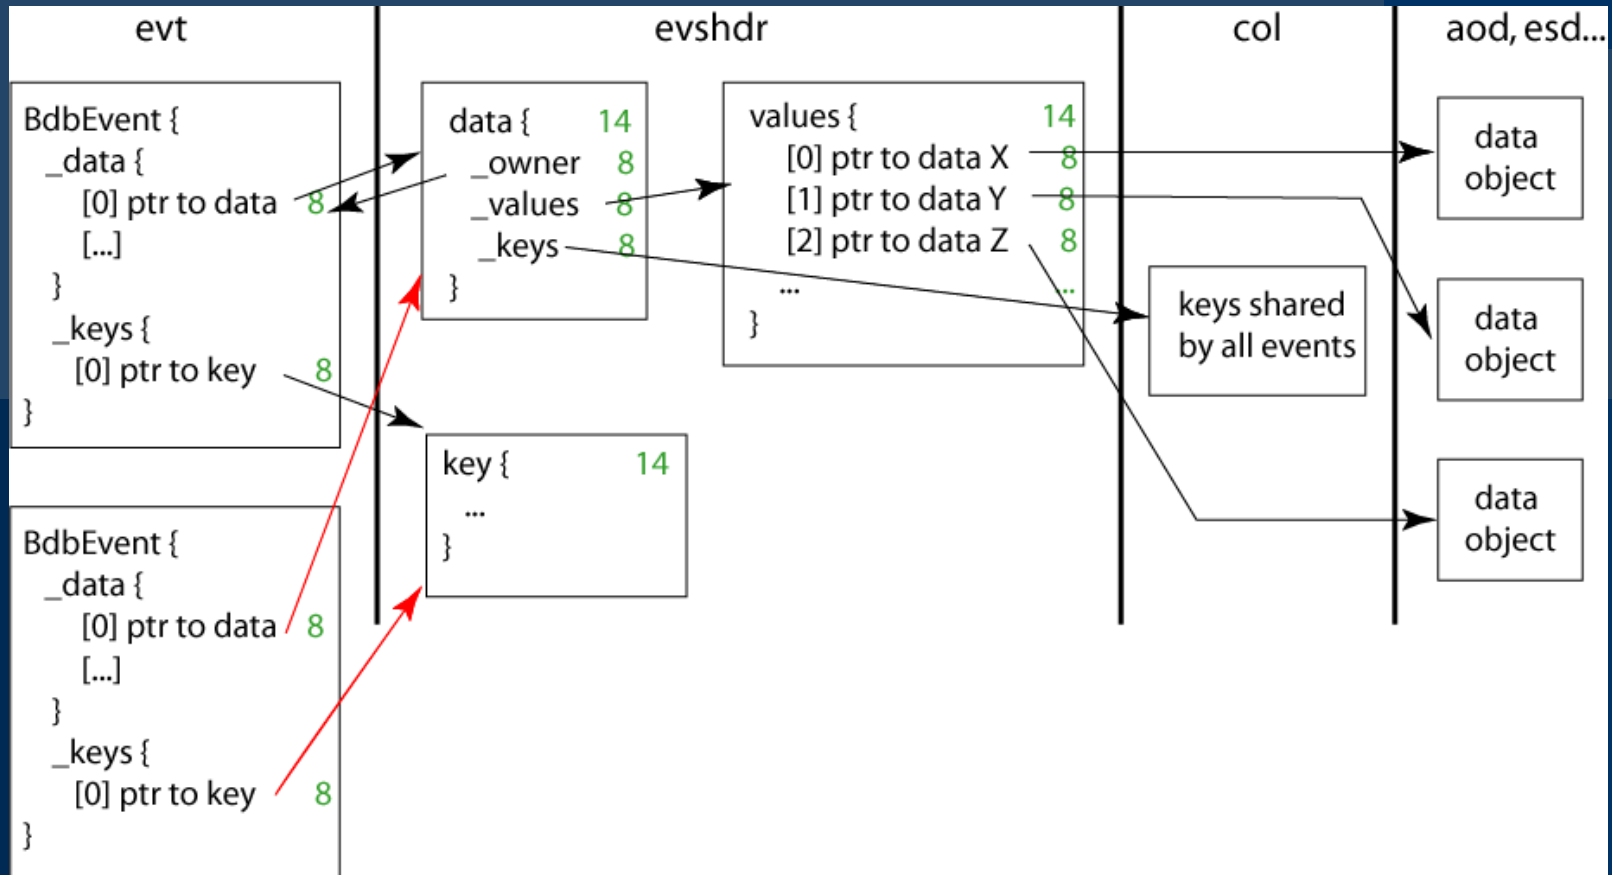 evt
evshdr
col
aod, esd...
BdbEvent {
_data {
[0] ptr to data 8
[...]
}
_keys {
[0] ptr to key 8
}
data { 14
_owner 8
_values 8
_keys 8
}
values { 14
[0] ptr to data X 8
[1] ptr to data Y 8
[2] ptr to data Z 8
... ...
}
keys shared
by all events
data
object
data
object
data
object
key { 14
...
}
BdbEvent {
_data {
[0] ptr to data 8
[...]
}
_keys {
[0] ptr to key 8
}